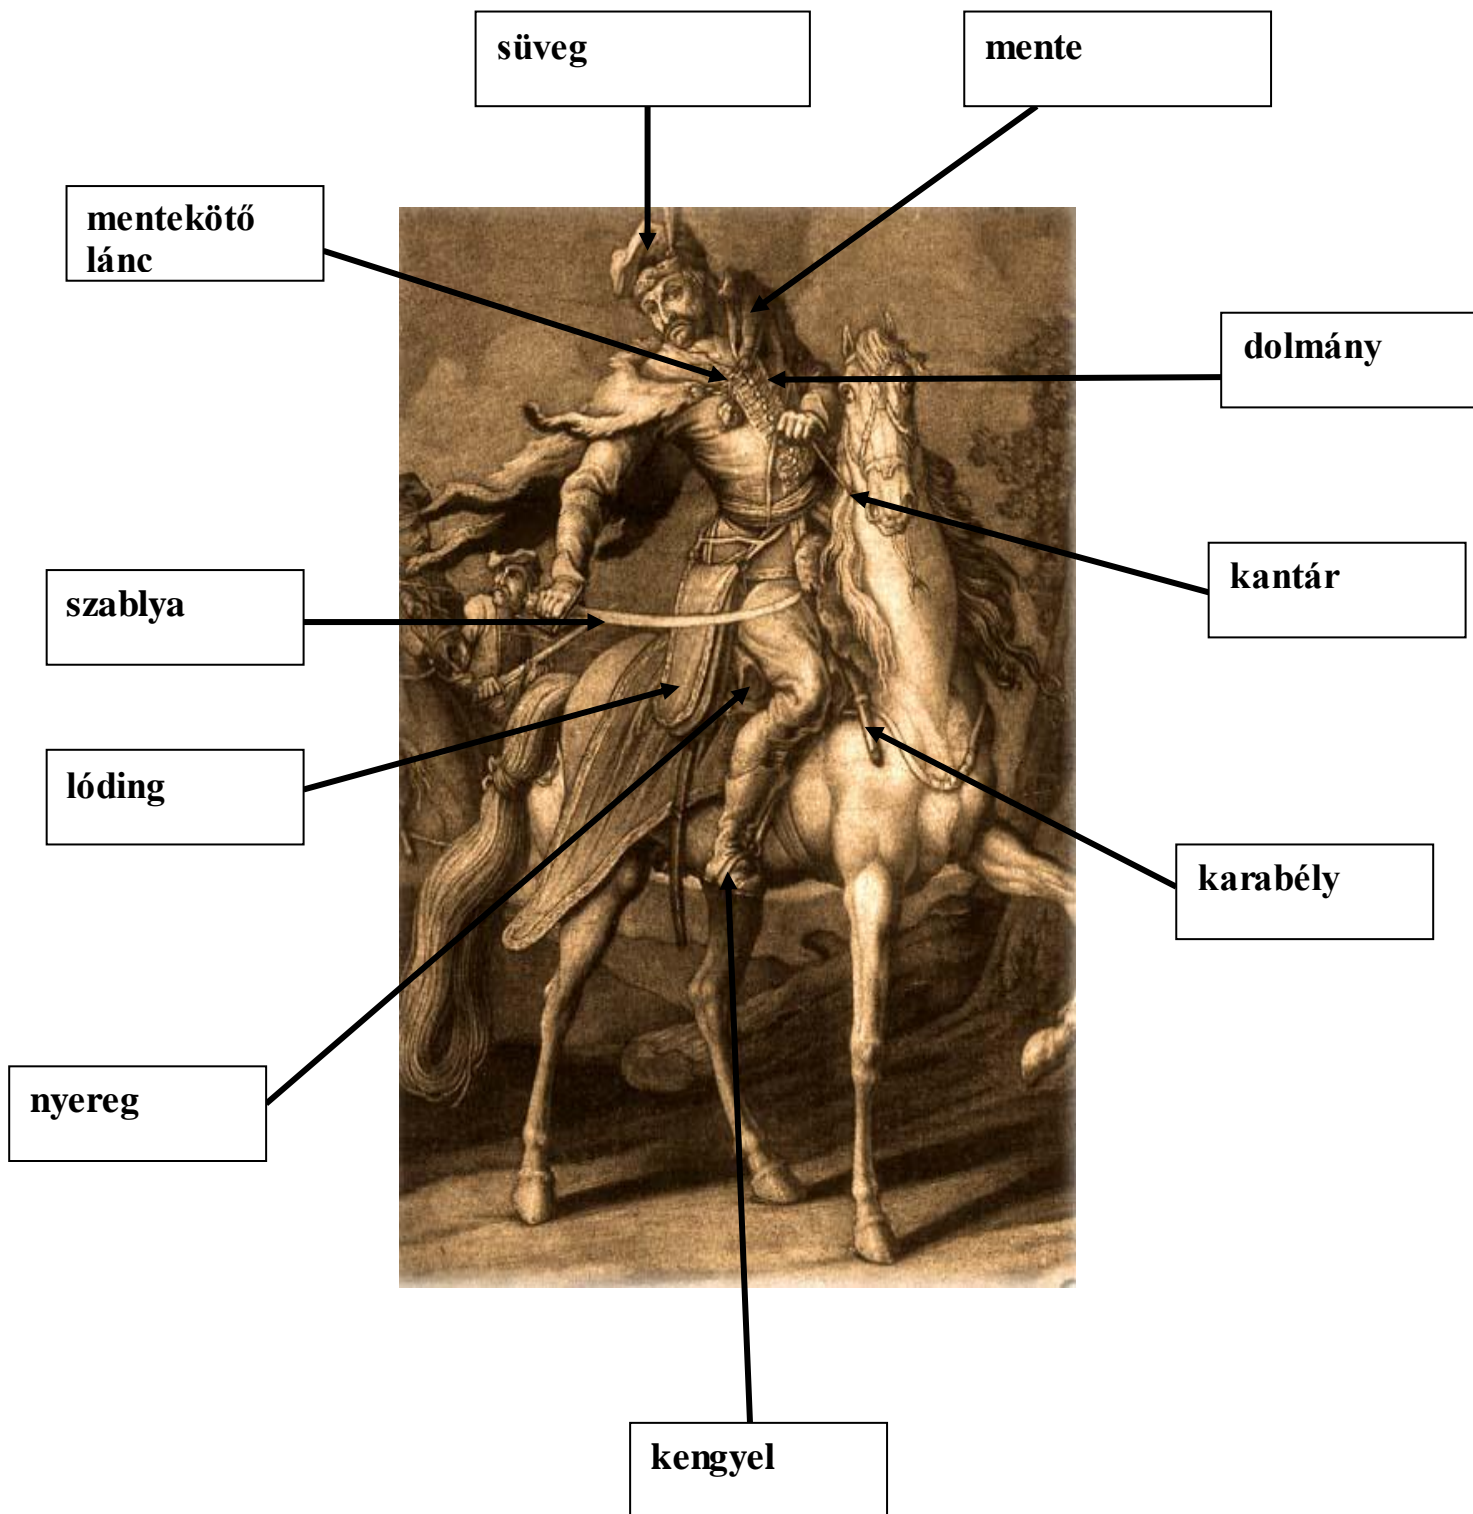 süveg
mente
mentekötő
lánc
dolmány
kantár
szablya
lóding
karabély
nyereg
kengyel